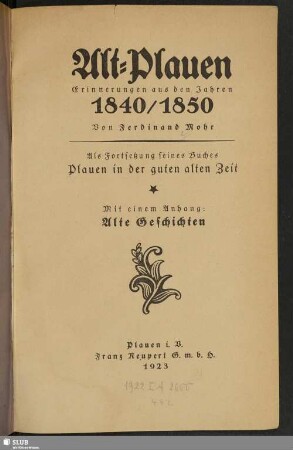 Alt-Plauen
Erinnerungen aus den Jahren
1840/1850
Von Ferdinand Mohr
Als Fortsetzung seines Buches
Plauen in der guten alten Zeit
Mit einem Anhang:
Alte Geschichten
Plauen i. V.
Franz Neupert G. m. b. H.
1923
SLUB